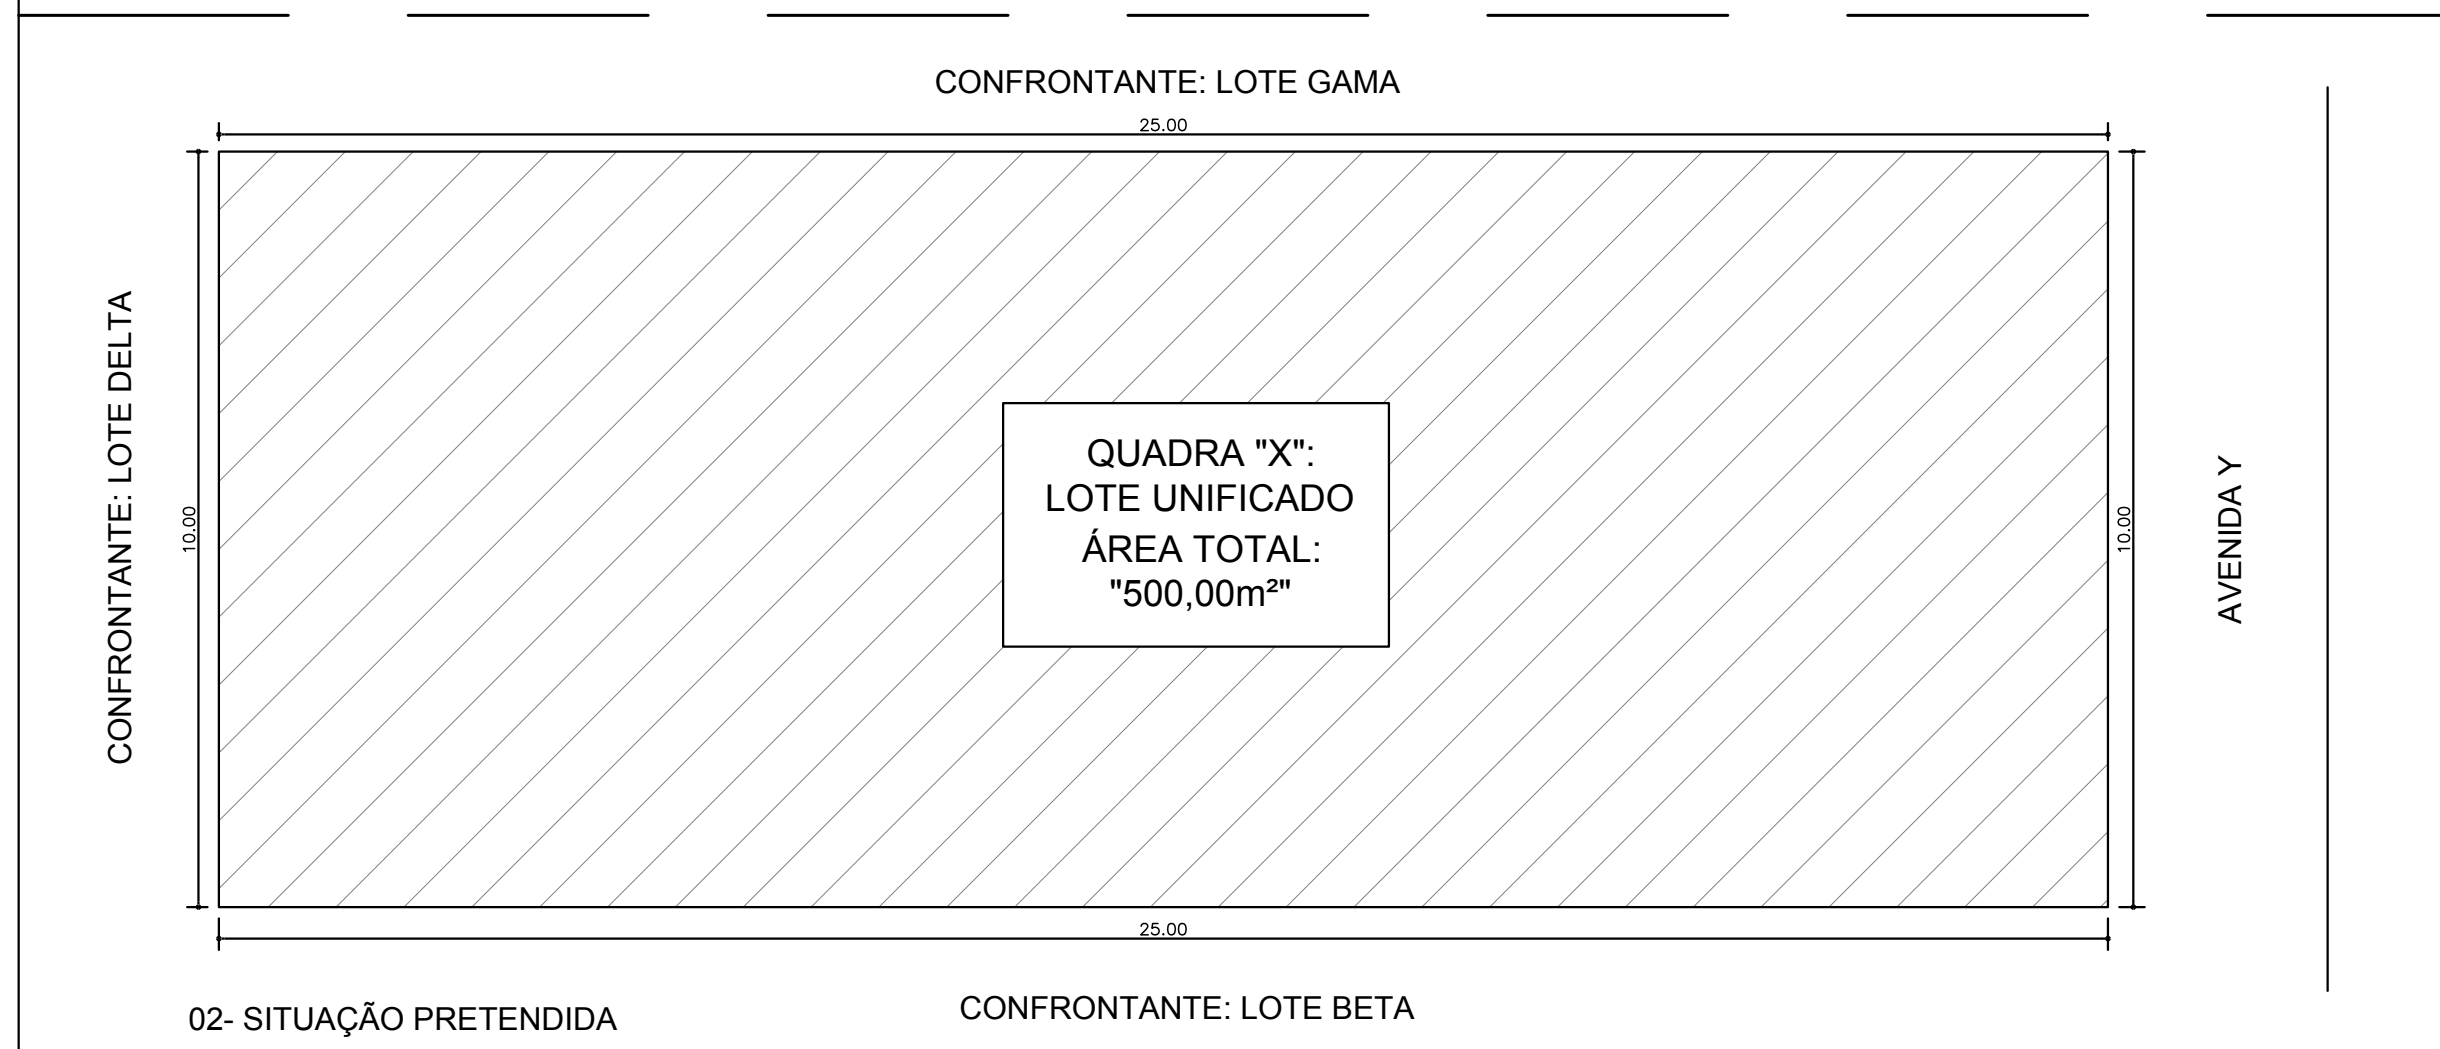 CONFRONTANTE: LOTE GAMA
25.00
CONFRONTANTE: LOTE DELTA
10.00
QUADRA "X":
LOTE UNIFICADO
ÁREA TOTAL:
"500,00m²"
10.00
AVENIDA Y
25.00
02- SITUAÇÃO PRETENDIDA
CONFRONTANTE: LOTE BETA